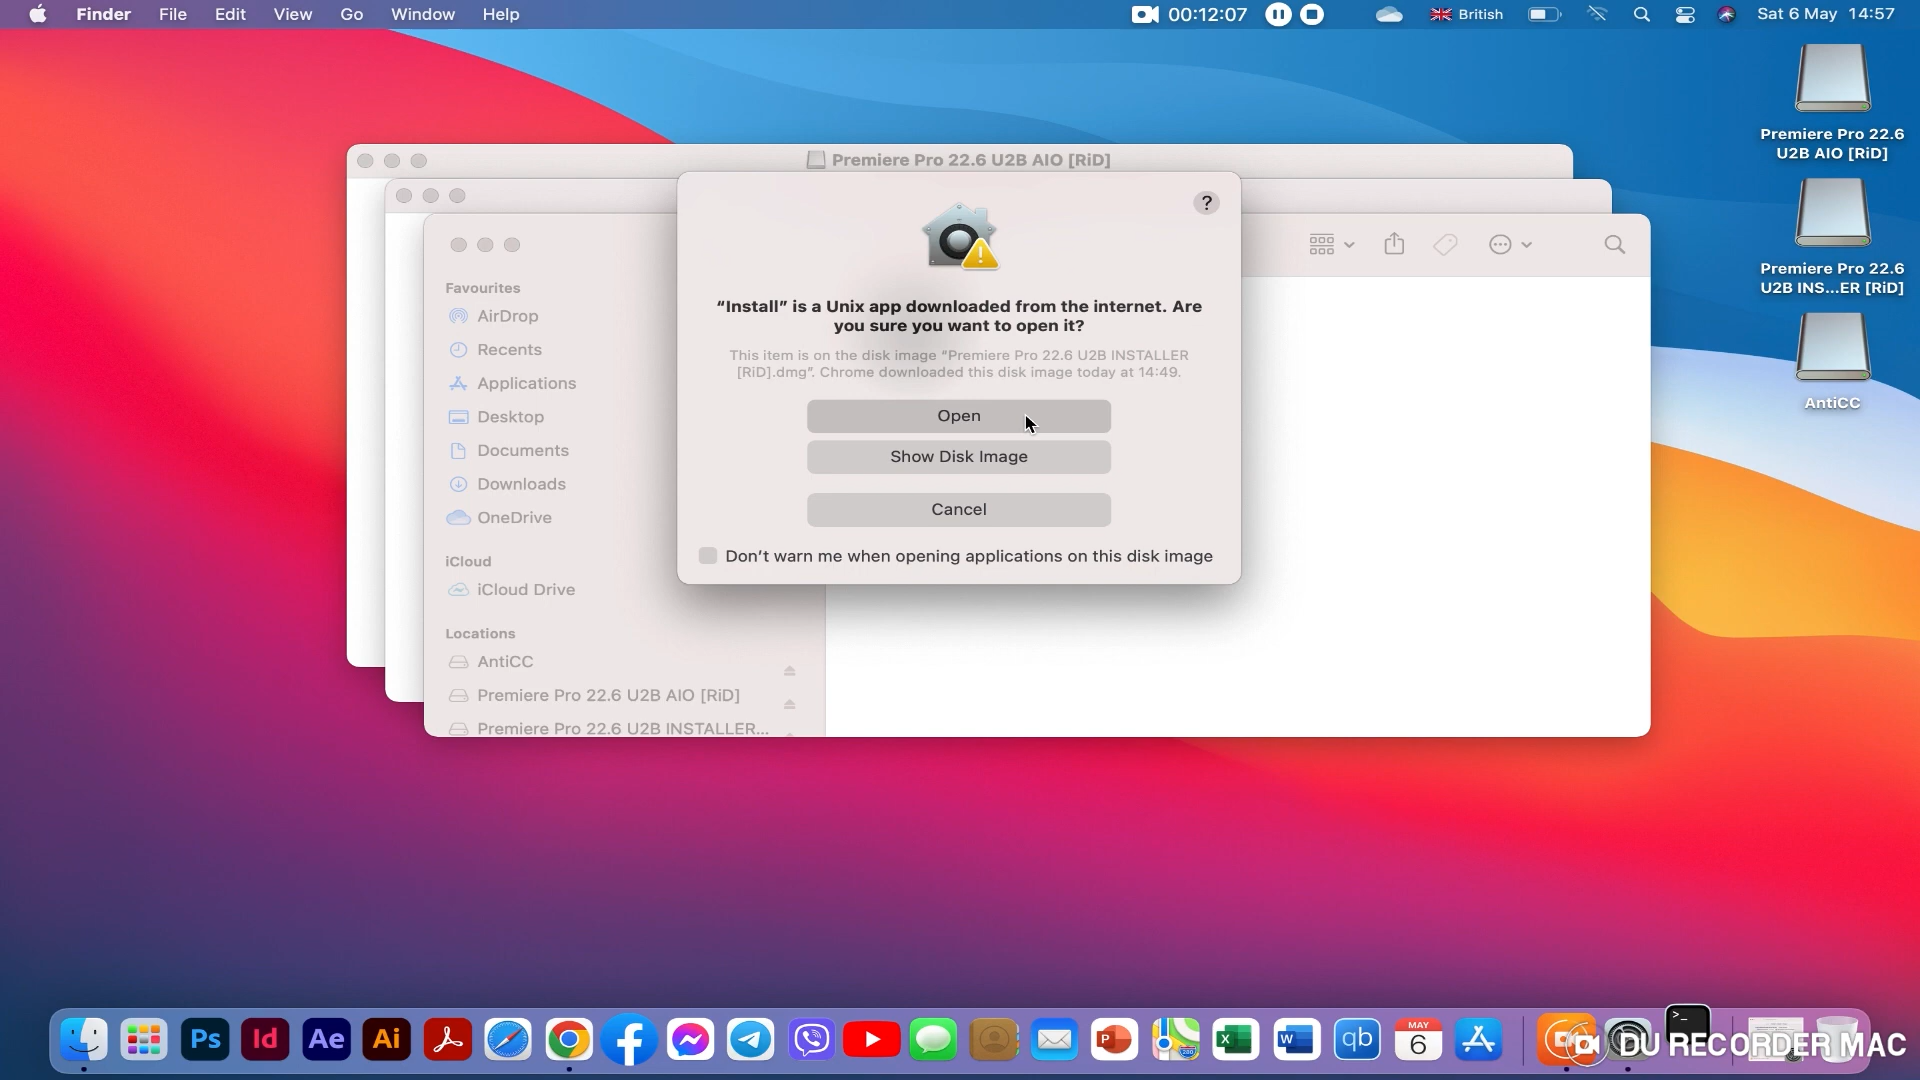 Finder File Edit View Go Window Help 00:12:07 British Sat 6 May 14:57
Premiere Pro 22.6
U2B AIO [RiD]
Premiere Pro 22.6
U2B INS...ER [RiD]
AntiCC
Premiere Pro 22.6 U2B AIO [RiD]
?
“Install” is a Unix app downloaded from the internet. Are
you sure you want to open it?
This item is on the disk image “Premiere Pro 22.6 U2B INSTALLER
[RiD].dmg”. Chrome downloaded this disk image today at 14:49.
Open
Show Disk Image
Cancel
Don’t warn me when opening applications on this disk image
Favourites
AirDrop
Recents
Applications
Desktop
Documents
Downloads
OneDrive
iCloud
iCloud Drive
Locations
AntiCC
Premiere Pro 22.6 U2B AIO [RiD]
Premiere Pro 22.6 U2B INSTALLER...
Ps Id Ae Ai P X W qb MAY 6 >_
DU RECORDER MAC